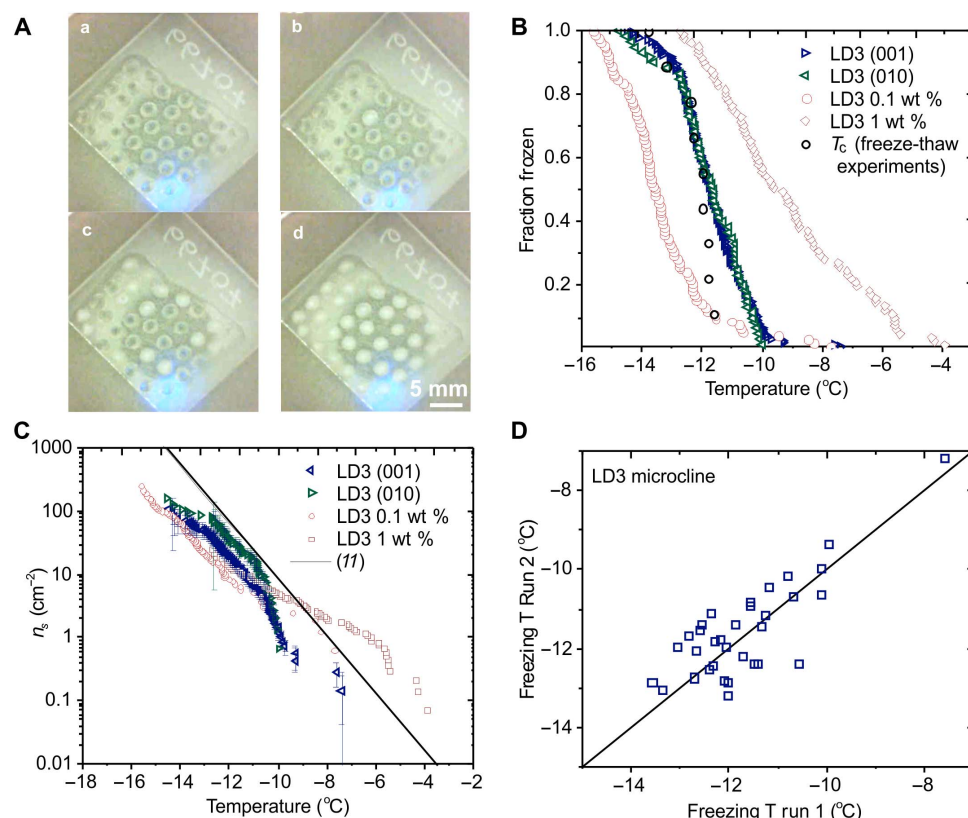 A
a
b
c
d
5 mm
B
Fraction frozen
1.0
0.8
0.6
0.4
0.2
−16
−14
−12
−10
−8
−6
−4
Temperature (°C)
LD3 (001)
LD3 (010)
LD3 0.1 wt %
LD3 1 wt %
Tc (freeze-thaw
experiments)
C
ns (cm−2)
1000
100
10
1
0.1
0.01
−18
−16
−14
−12
−10
−8
−6
−4
−2
Temperature (°C)
LD3 (001)
LD3 (010)
LD3 0.1 wt %
LD3 1 wt %
(11)
D
LD3 microcline
Freezing T Run 2 (°C)
−8
−10
−12
−14
−14
−12
−10
−8
Freezing T run 1 (°C)